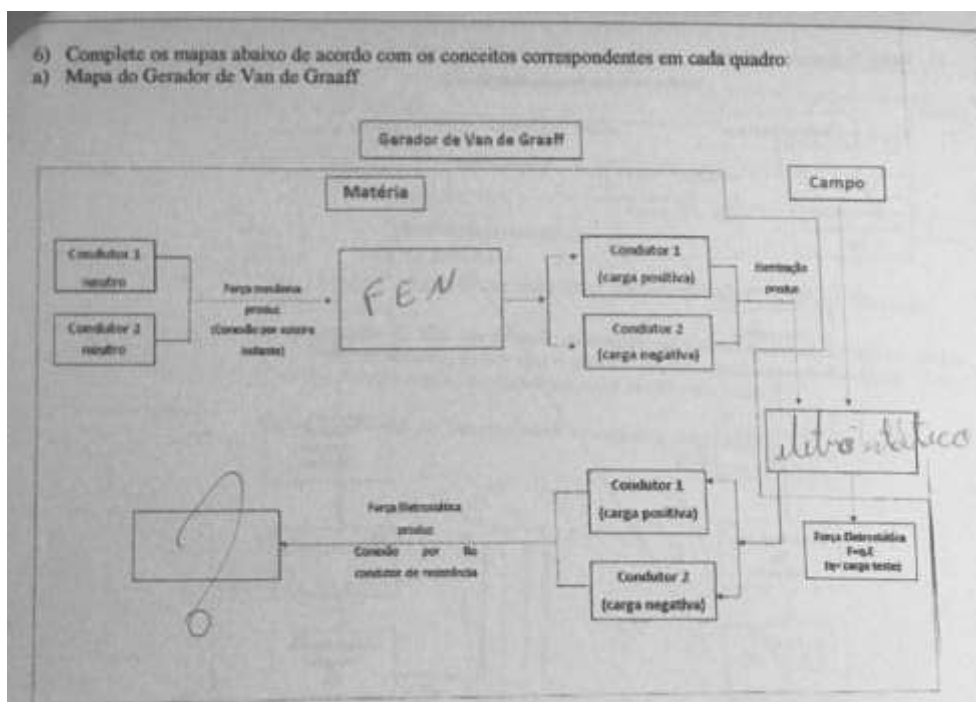 6) Complete os mapas abaixo de acordo com os conceitos correspondentes em cada quadro:
a) Mapa do Gerador de Van de Graaff
Gerador de Van de Graaff
Matéria
Campo
Condutor 1
neutro
Condutor 2
neutro
Força mecânica
produz
(Conexão por
isolante)
FEN
Condutor 1
(carga positiva)
Condutor 2
(carga negativa)
produz
eletrostático
Força Eletrostática
F=q.E
(q= carga teste)
Condutor 1
(carga positiva)
Condutor 2
(carga negativa)
Força Eletrostática
produz
Conexão por fio
condutor de resistência
?